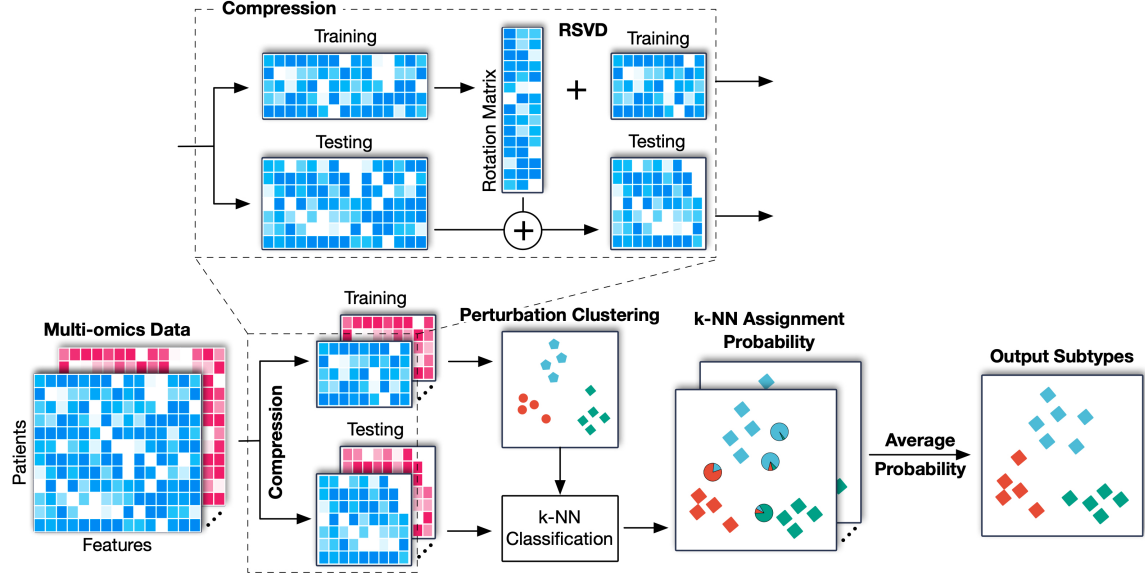 Compression
Training
RSVD
Training
Rotation Matrix
+
Testing
Testing
+
Training
Multi-omics Data
Perturbation Clustering
k-NN Assignment
Probability
Output Subtypes
Patients
Compression
Testing
Average
Probability
k-NN
Classification
Features